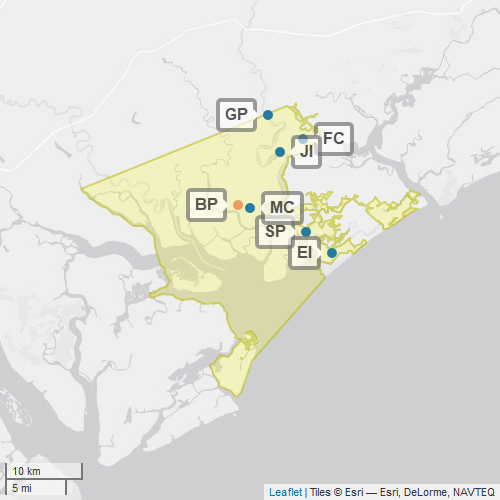 GP
FC
JI
BP
MC
SP
EI
10 km
5 mi
Leaflet | Tiles © Esri — Esri, DeLorme, NAVTEQ